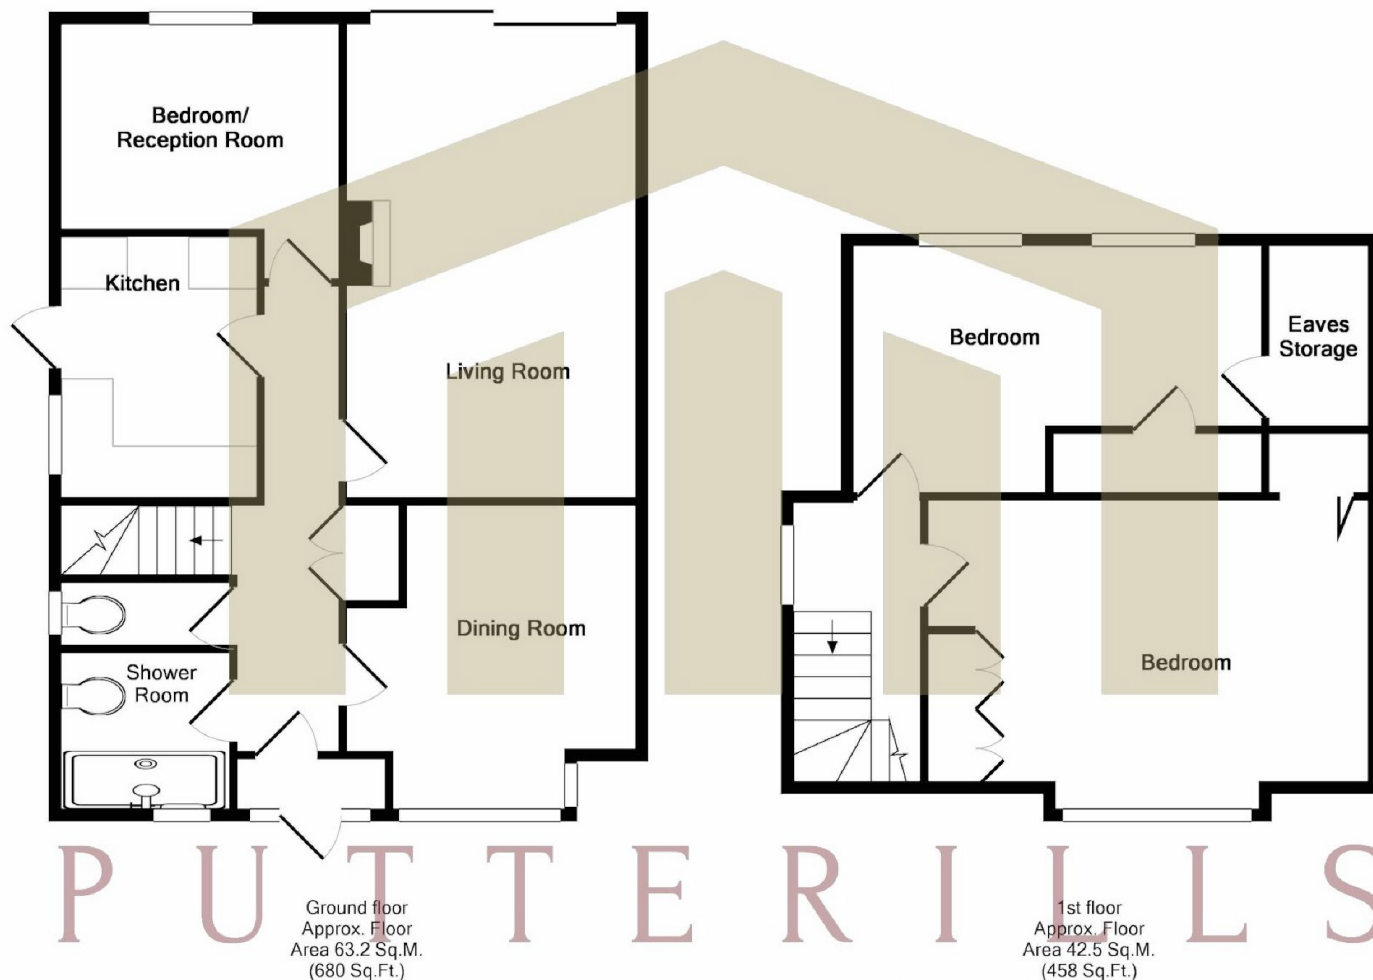 Bedroom/
Reception Room
Kitchen
Living Room
Dining Room
Shower
Room
Bedroom
Eaves
Storage
Bedroom
PUTTERILLS
Ground floor
Approx. Floor
Area 63.2 Sq.M.
(680 Sq.Ft.)
1st floor
Approx. Floor
Area 42.5 Sq.M.
(458 Sq.Ft.)